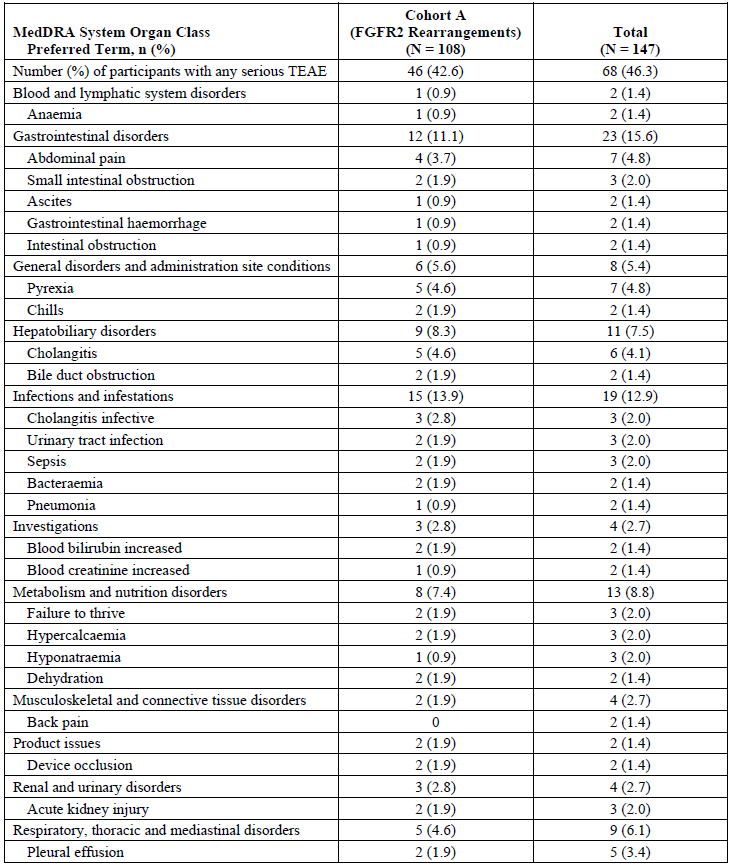 MedDRA System Organ Class
Preferred Term, n (%)
Cohort A
(FGFR2 Rearrangements)
(N = 108)
Total
(N = 147)
Number (%) of participants with any serious TEAE 46 (42.6) 68 (46.3)
Blood and lymphatic system disorders 1 (0.9) 2 (1.4)
Anaemia 1 (0.9) 2 (1.4)
Gastrointestinal disorders 12 (11.1) 23 (15.6)
Abdominal pain 4 (3.7) 7 (4.8)
Small intestinal obstruction 2 (1.9) 3 (2.0)
Ascites 1 (0.9) 2 (1.4)
Gastrointestinal haemorrhage 1 (0.9) 2 (1.4)
Intestinal obstruction 1 (0.9) 2 (1.4)
General disorders and administration site conditions 6 (5.6) 8 (5.4)
Pyrexia 5 (4.6) 7 (4.8)
Chills 2 (1.9) 2 (1.4)
Hepatobiliary disorders 9 (8.3) 11 (7.5)
Cholangitis 5 (4.6) 6 (4.1)
Bile duct obstruction 2 (1.9) 2 (1.4)
Infections and infestations 15 (13.9) 19 (12.9)
Cholangitis infective 3 (2.8) 3 (2.0)
Urinary tract infection 2 (1.9) 3 (2.0)
Sepsis 2 (1.9) 3 (2.0)
Bacteraemia 2 (1.9) 2 (1.4)
Pneumonia 1 (0.9) 2 (1.4)
Investigations 3 (2.8) 4 (2.7)
Blood bilirubin increased 2 (1.9) 2 (1.4)
Blood creatinine increased 1 (0.9) 2 (1.4)
Metabolism and nutrition disorders 8 (7.4) 13 (8.8)
Failure to thrive 2 (1.9) 3 (2.0)
Hypercalcaemia 2 (1.9) 3 (2.0)
Hyponatraemia 1 (0.9) 3 (2.0)
Dehydration 2 (1.9) 2 (1.4)
Musculoskeletal and connective tissue disorders 2 (1.9) 4 (2.7)
Back pain 0 2 (1.4)
Product issues 2 (1.9) 2 (1.4)
Device occlusion 2 (1.9) 2 (1.4)
Renal and urinary disorders 3 (2.8) 4 (2.7)
Acute kidney injury 2 (1.9) 3 (2.0)
Respiratory, thoracic and mediastinal disorders 5 (4.6) 9 (6.1)
Pleural effusion 2 (1.9) 5 (3.4)